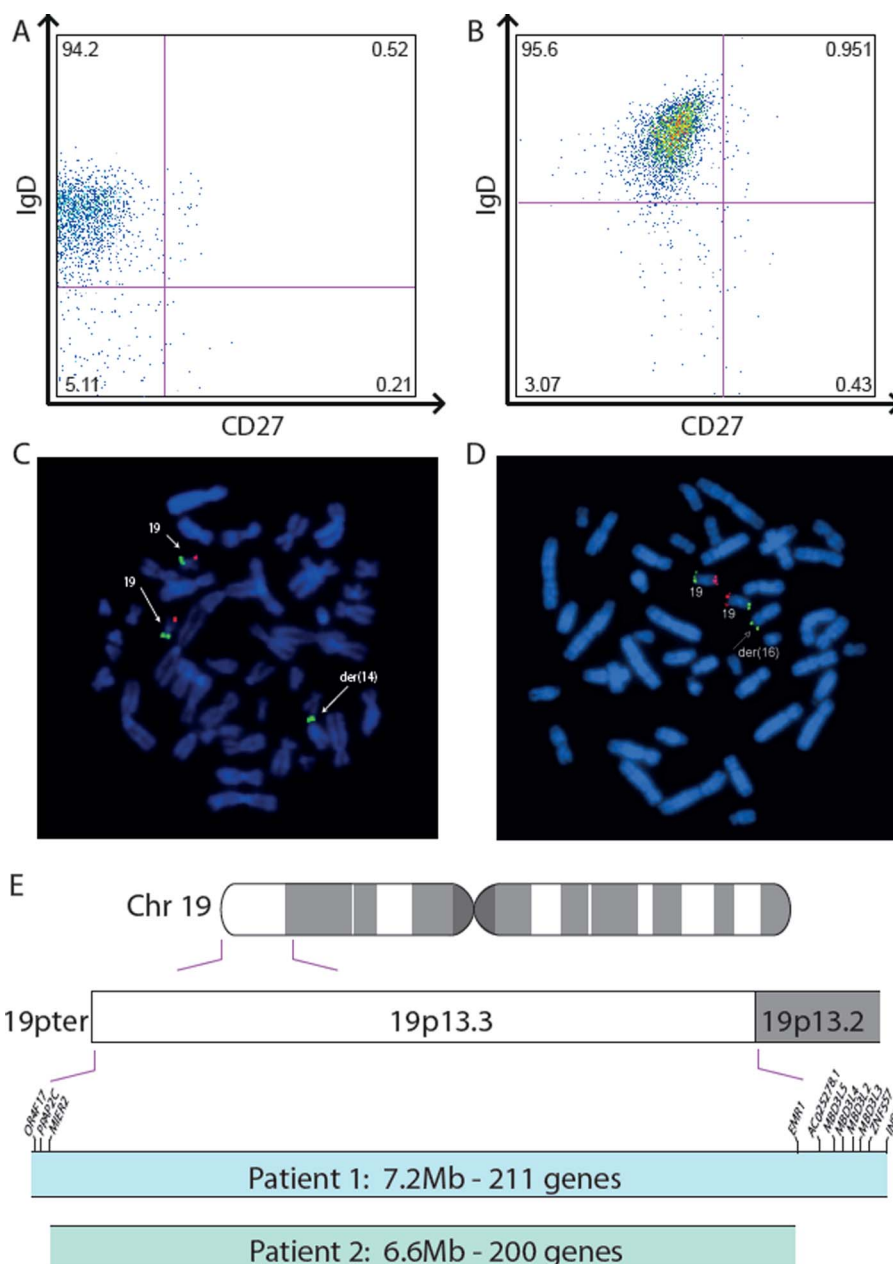 A
94.2
0.52
IgD
5.11
0.21
CD27
B
95.6
0.951
IgD
3.07
0.43
CD27
C
19
19
der(14)
D
19
19
der(16)
E
Chr 19
19pter
19p13.3
19p13.2
OR4F17
PPAP2C
MIER2
EMR1
AC025278.1
MBD3L5
MBD3L4
MBD3L2
MBD3L3
ZNF557
Patient 1: 7.2Mb - 211 genes
Patient 2: 6.6Mb - 200 genes